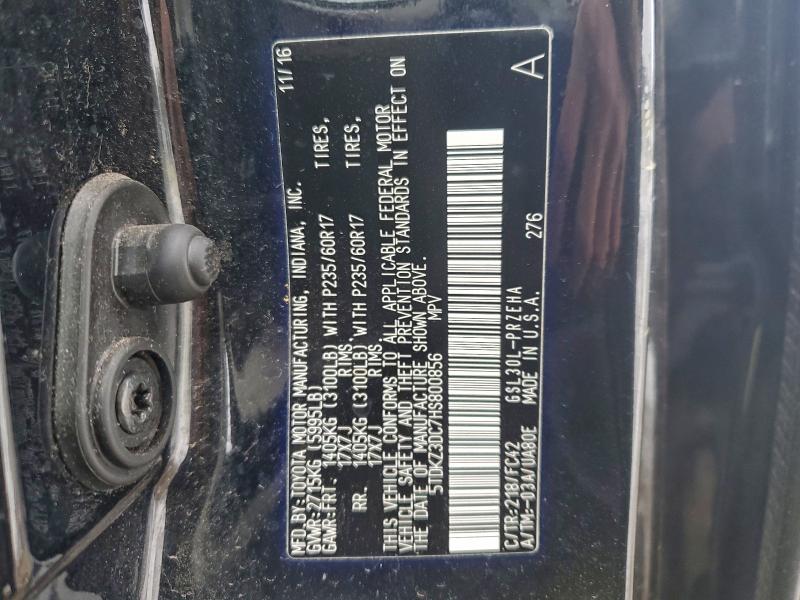 MFD.BY:TOYOTA MOTOR MANUFACTURING, INDIANA, INC. 11/16
GVWR:2715KG (5995LB)
GAWR:FRT- 1405KG (3100LB) WITH P235/60R17 TIRES,
17X7J RIMS,
RR. 1405KG (3100LB) WITH P235/60R17 TIRES,
17X7J RIMS
THIS VEHICLE CONFORMS TO ALL APPLICABLE FEDERAL MOTOR
VEHICLE SAFETY AND THEFT PREVENTION STANDARDS IN EFFECT ON
THE DATE OF MANUFACTURE SHOWN ABOVE.
5TDKZ3DC7HS800856 MPV
C/TR:218/FC42 GSL30L-PRZEHA
A/TM:-03A/UA80E MADE IN U.S.A. 276 A